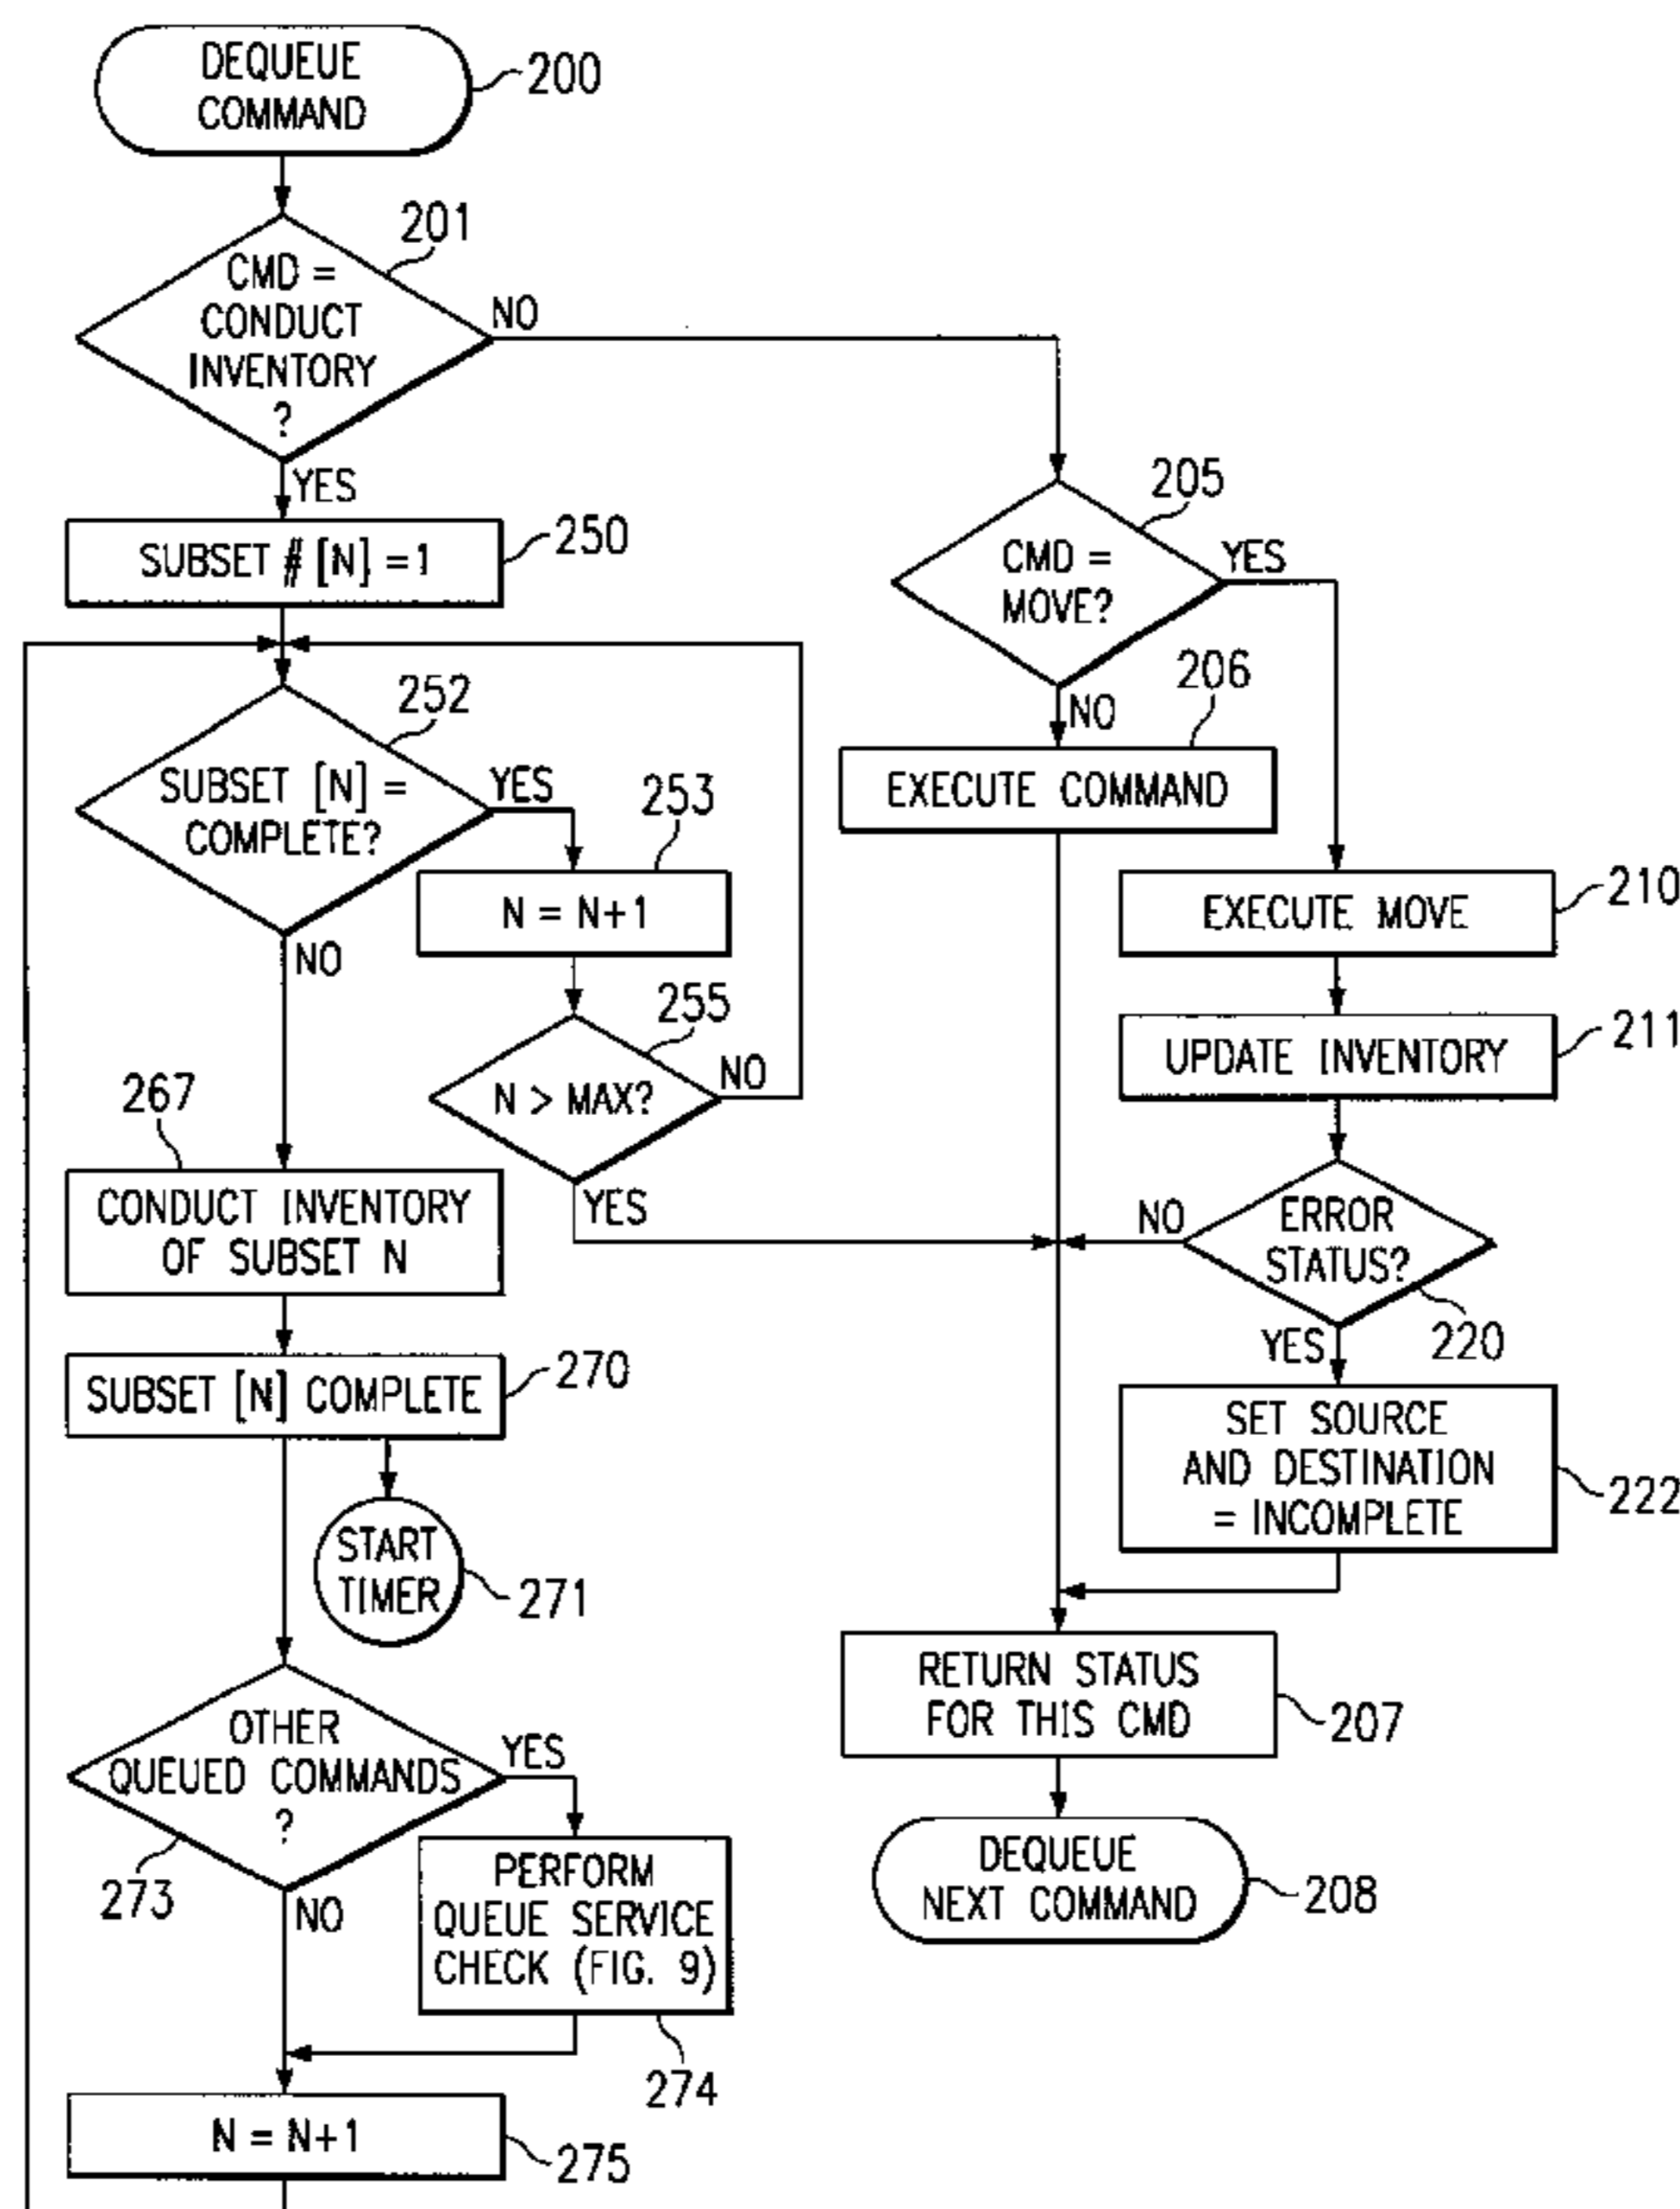 DEQUEUE
COMMAND
200
201
CMD =
CONDUCT
INVENTORY
?
NO
YES
SUBSET # [N] = 1
250
252
SUBSET [N] =
COMPLETE?
YES
NO
253
N = N+1
255
N > MAX?
NO
YES
267
CONDUCT INVENTORY
OF SUBSET N
SUBSET [N] COMPLETE
270
START
TIMER
271
OTHER
QUEUED COMMANDS
?
YES
273
NO
PERFORM
QUEUE SERVICE
CHECK (FIG. 9)
274
N = N+1
275
205
CMD =
MOVE?
YES
NO
206
EXECUTE COMMAND
EXECUTE MOVE
210
UPDATE INVENTORY
211
NO
ERROR
STATUS?
YES
220
SET SOURCE
AND DESTINATION
= INCOMPLETE
222
RETURN STATUS
FOR THIS CMD
207
DEQUEUE
NEXT COMMAND
208